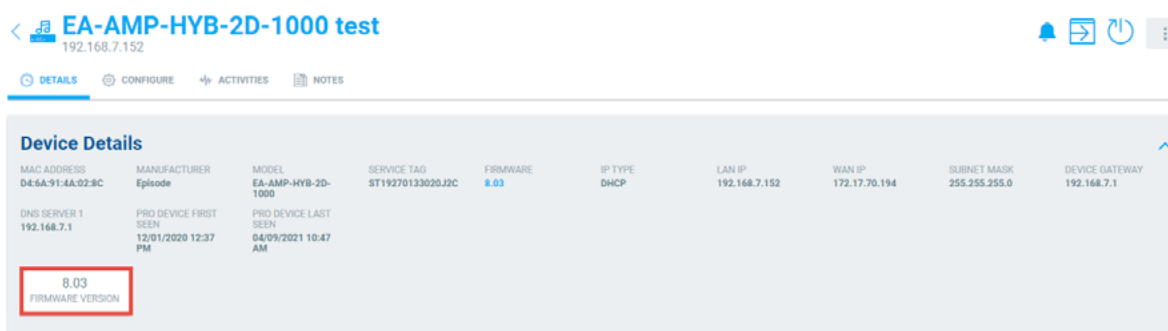 EA-AMP-HYB-2D-1000 test
192.168.7.152
DETAILS CONFIGURE ACTIVITIES NOTES
Device Details
MAC ADDRESS MANUFACTURER MODEL SERVICE TAG FIRMWARE IP TYPE LAN IP WAN IP SUBNET MASK DEVICE GATEWAY
D4:6A:91:4A:02:8C Episode EA-AMP-HYB-2D- ST19270133020J2C 8.03 DHCP 192.168.7.152 172.17.70.194 255.255.255.0 192.168.7.1
1000
DNS SERVER 1 PRO DEVICE FIRST PRO DEVICE LAST
192.168.7.1 SEEN SEEN
12/01/2020 12:37 04/09/2021 10:47
PM AM
8.03
FIRMWARE VERSION